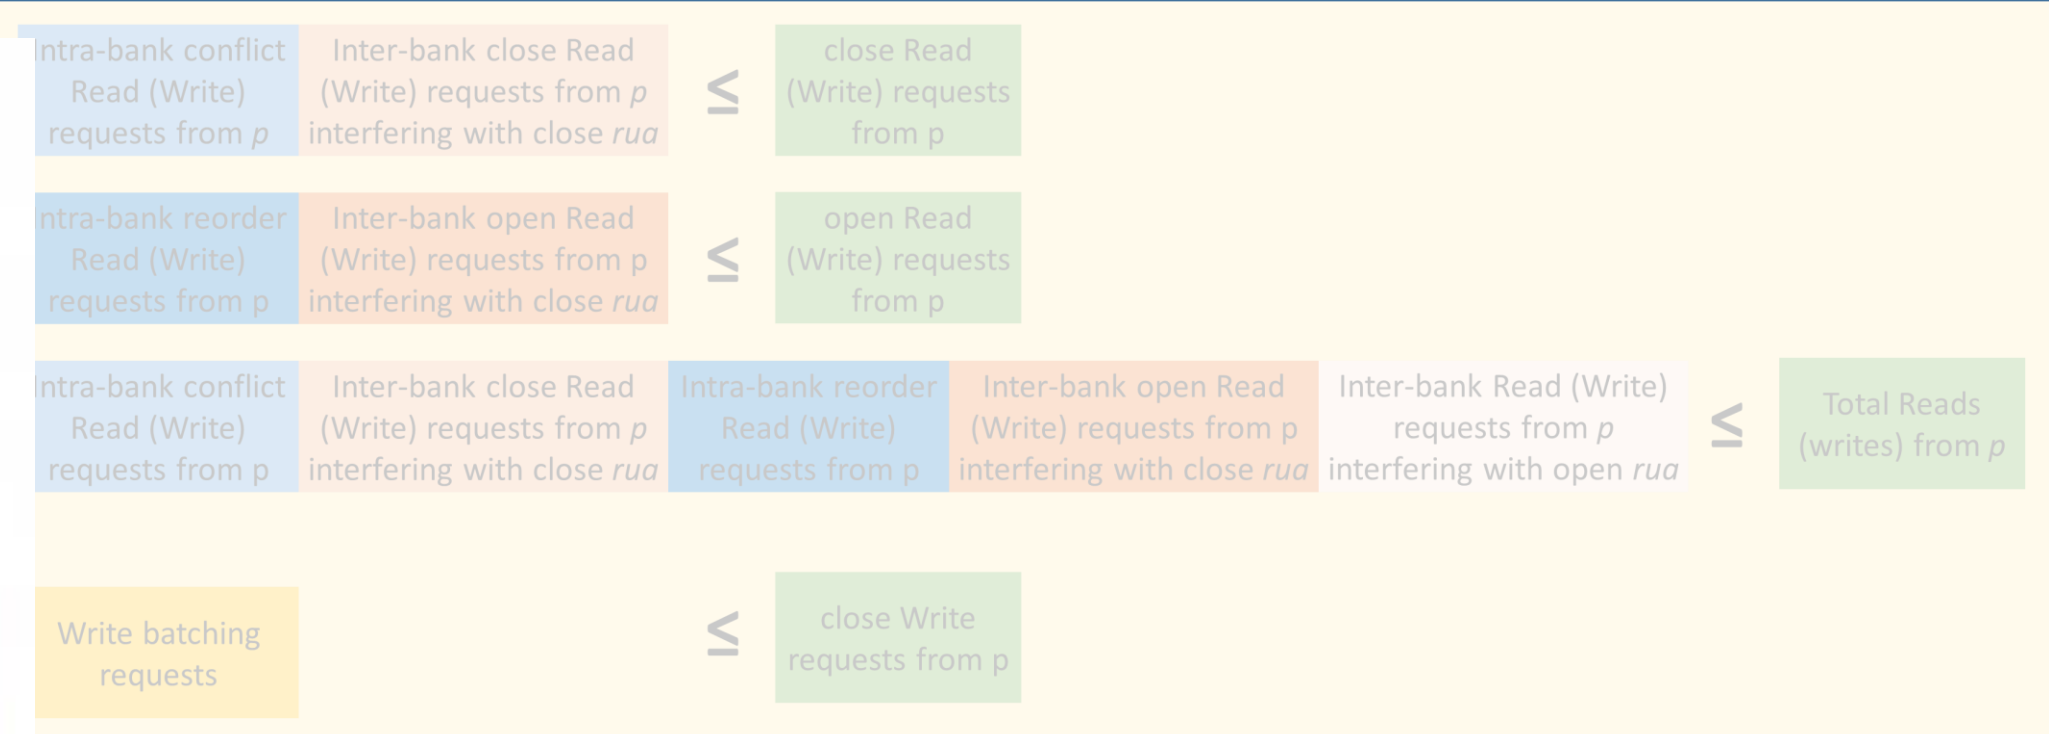 Intra-bank conflict
Read (Write)
requests from p
Inter-bank close Read
(Write) requests from p
interfering with close rua
≤
close Read
(Write) requests
from p
ntra-bank reorder
Read (Write)
requests from p
Inter-bank open Read
(Write) requests from p
interfering with close rua
≤
open Read
(Write) requests
from p
Intra-bank conflict
Read (Write)
requests from p
Inter-bank close Read
(Write) requests from p
interfering with close rua
Intra-bank reorder
Read (Write)
requests from p
Inter-bank open Read
(Write) requests from p
interfering with close rua
Inter-bank Read (Write)
requests from p
interfering with open rua
≤
Total Reads
(writes) from p
Write batching
requests
≤
close Write
requests from p